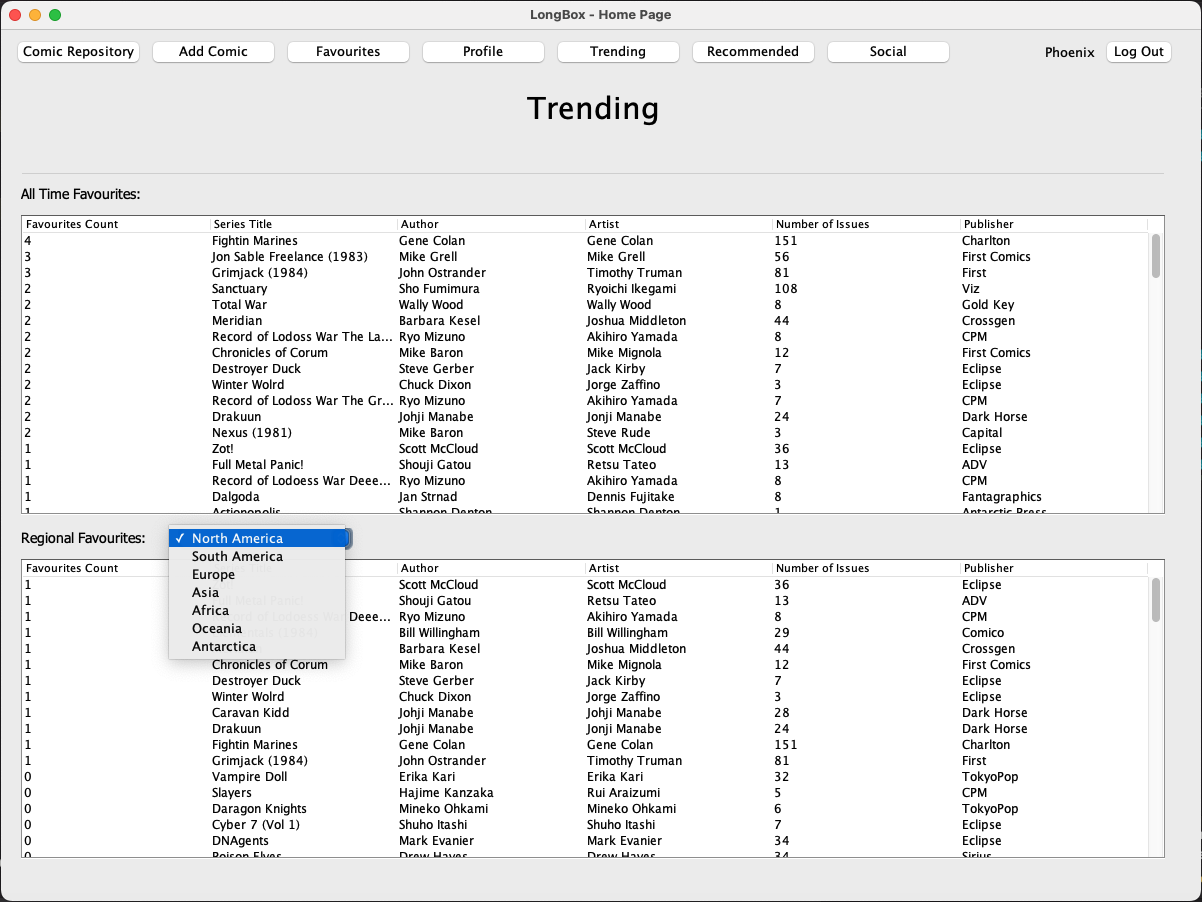 LongBox - Home Page
Comic Repository Add Comic Favourites Profile Trending Recommended Social Phoenix Log Out
Trending
All Time Favourites:
Favourites Count Series Title Author Artist Number of Issues Publisher
4 Fightin Marines Gene Colan Gene Colan 151 Charlton
3 Jon Sable Freelance (1983) Mike Grell Mike Grell 56 First Comics
3 Grimjack (1984) John Ostrander Timothy Truman 81 First
2 Sanctuary Sho Fumimura Ryoichi Ikegami 108 Viz
2 Total War Wally Wood Wally Wood 8 Gold Key
2 Meridian Barbara Kesel Joshua Middleton 44 Crossgen
2 Record of Lodoss War The La... Ryo Mizuno Akihiro Yamada 8 CPM
2 Chronicles of Corum Mike Baron Mike Mignola 12 First Comics
2 Destroyer Duck Steve Gerber Jack Kirby 7 Eclipse
2 Winter Wolrd Chuck Dixon Jorge Zaffino 3 Eclipse
2 Record of Lodoss War The Gr... Ryo Mizuno Akihiro Yamada 7 CPM
2 Drakuun Johji Manabe Jonji Manabe 24 Dark Horse
2 Nexus (1981) Mike Baron Steve Rude 3 Capital
1 Zot! Scott McCloud Scott McCloud 36 Eclipse
1 Full Metal Panic! Shouji Gatou Retsu Tateo 13 ADV
1 Record of Lodoess War Deee... Ryo Mizuno Akihiro Yamada 8 CPM
1 Dalgoda Jan Strnad Dennis Fujitake 8 Fantagraphics
1 Actionopolis Shannon Denton Shannon Denton 1 Antarctic Press
Regional Favourites:
✓ North America
South America
Europe
Asia
Africa
Oceania
Antarctica
Favourites Count Author Artist Number of Issues Publisher
1 Scott McCloud Scott McCloud 36 Eclipse
1 Full Metal Panic! Shouji Gatou Retsu Tateo 13 ADV
1 Record of Lodoess War Deee... Ryo Mizuno Akihiro Yamada 8 CPM
1 (1984) Bill Willingham Bill Willingham 29 Comico
1 Barbara Kesel Joshua Middleton 44 Crossgen
1 Chronicles of Corum Mike Baron Mike Mignola 12 First Comics
1 Destroyer Duck Steve Gerber Jack Kirby 7 Eclipse
1 Winter Wolrd Chuck Dixon Jorge Zaffino 3 Eclipse
1 Caravan Kidd Johji Manabe Johji Manabe 28 Dark Horse
1 Drakuun Johji Manabe Jonji Manabe 24 Dark Horse
1 Fightin Marines Gene Colan Gene Colan 151 Charlton
1 Grimjack (1984) John Ostrander Timothy Truman 81 First
0 Vampire Doll Erika Kari Erika Kari 32 TokyoPop
0 Slayers Hajime Kanzaka Rui Araizumi 5 CPM
0 Daragon Knights Mineko Ohkami Mineko Ohkami 6 TokyoPop
0 Cyber 7 (Vol 1) Shuho Itashi Shuho Itashi 7 Eclipse
0 DNAgents Mark Evanier Mark Evanier 34 Eclipse
0 Poison Elves Drew Hayes Drew Hayes 34 Sirius